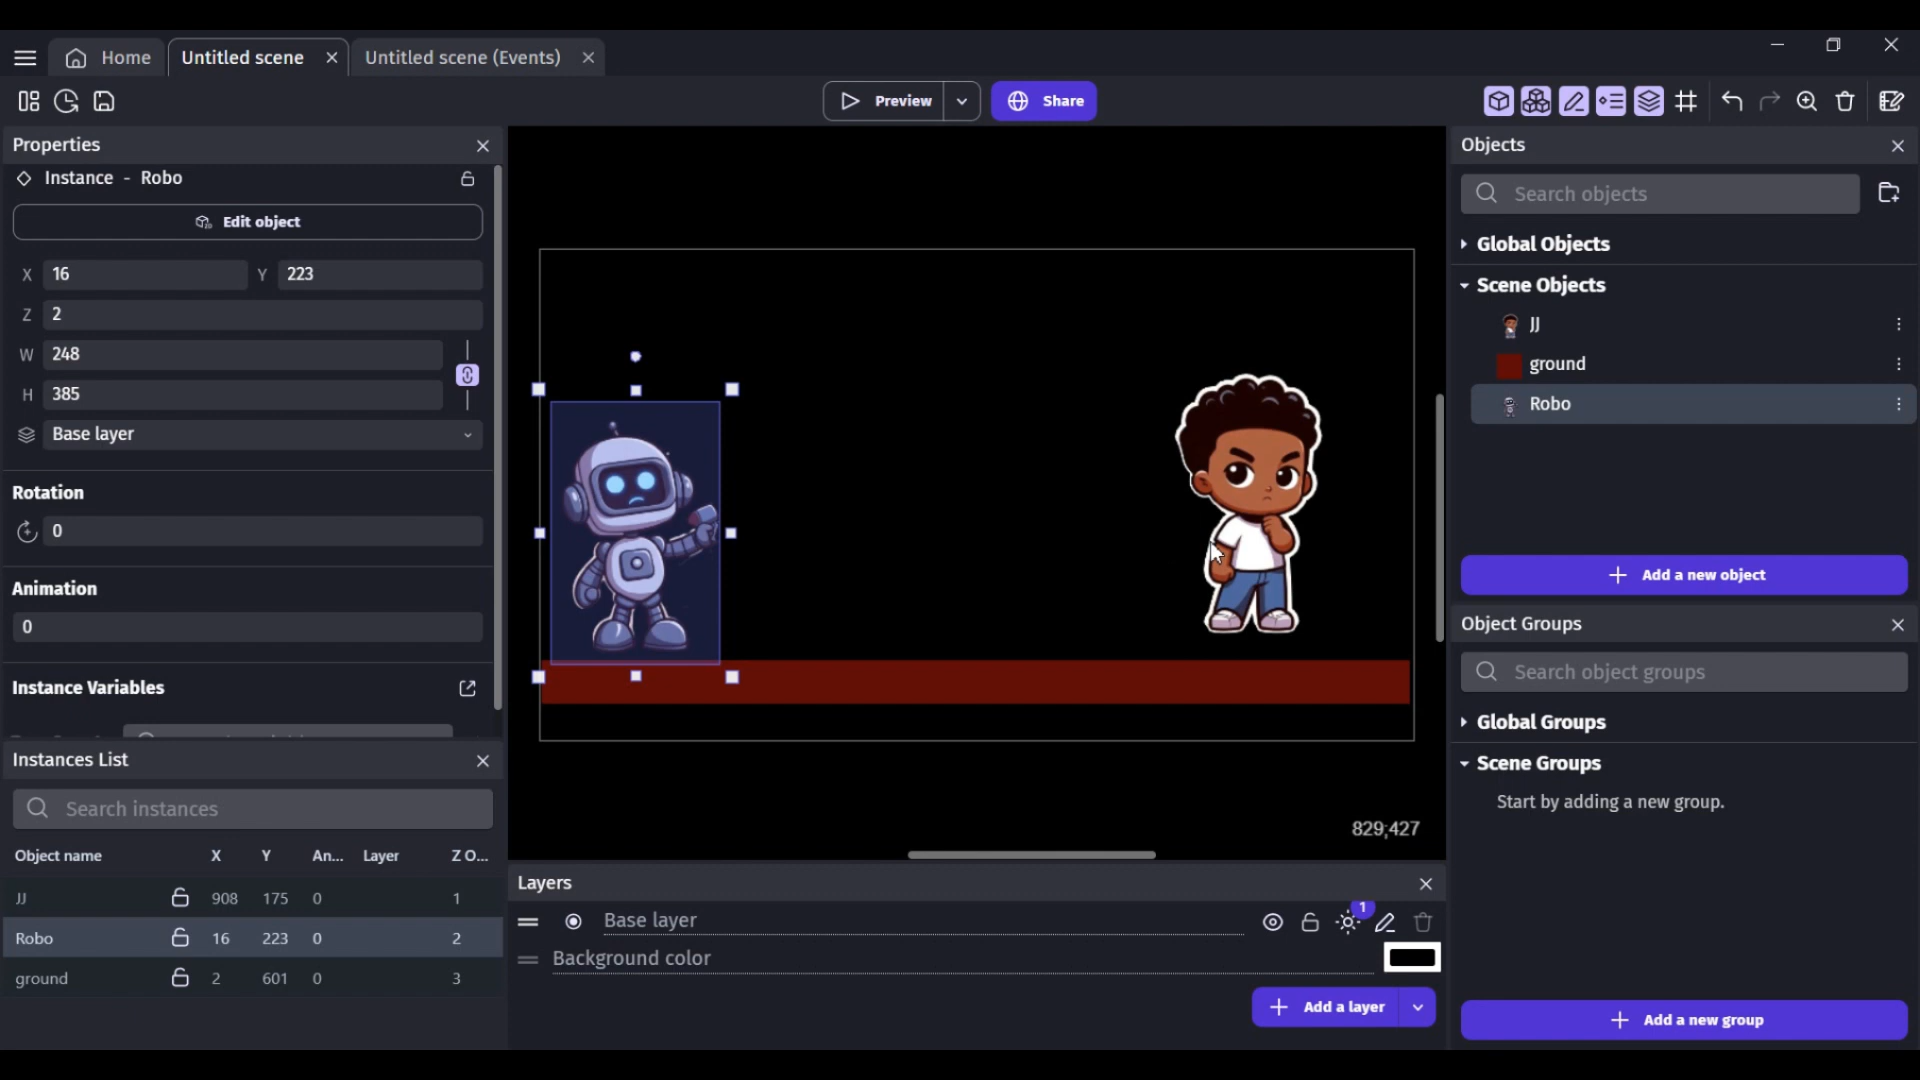 Home
Untitled scene
Untitled scene (Events)
Preview
Share
Properties
Instance - Robo
Edit object
X 16 Y 223
Z 2
W 248
H 385
Base layer
Rotation
0
Animation
0
Instance Variables
Instances List
Search instances
Object name X Y An... Layer Z O...
JJ 908 175 0 1
Robo 16 223 0 2
ground 2 601 0 3
829;427
Layers
Base layer
1
Background color
Add a layer
Objects
Search objects
Global Objects
Scene Objects
JJ
ground
Robo
Add a new object
Object Groups
Search object groups
Global Groups
Scene Groups
Start by adding a new group.
Add a new group